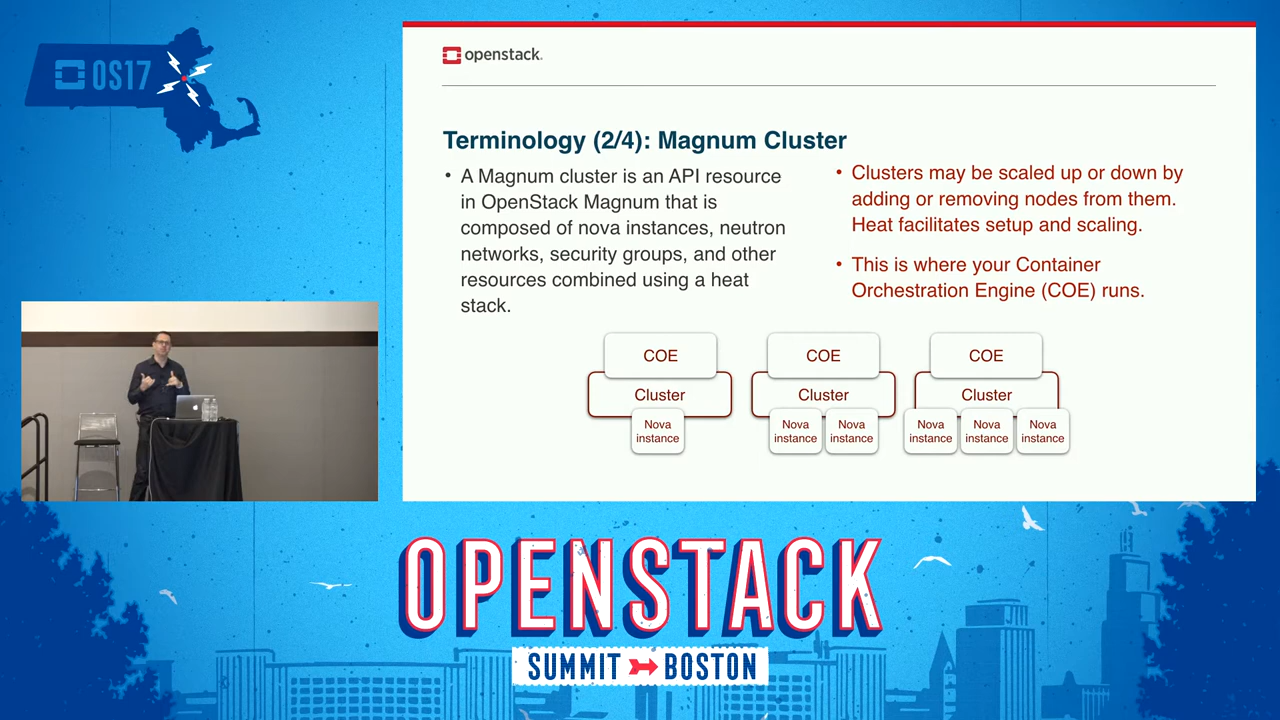 OS17
openstack.
Terminology (2/4): Magnum Cluster
• A Magnum cluster is an API resource
in OpenStack Magnum that is
composed of nova instances, neutron
networks, security groups, and other
resources combined using a heat
stack.
• Clusters may be scaled up or down by
adding or removing nodes from them.
Heat facilitates setup and scaling.
• This is where your Container
Orchestration Engine (COE) runs.
COE
Cluster
Nova
instance
COE
Cluster
Nova
instance
Nova
instance
COE
Cluster
Nova
instance
Nova
instance
Nova
instance
OPENSTACK
SUMMIT BOSTON